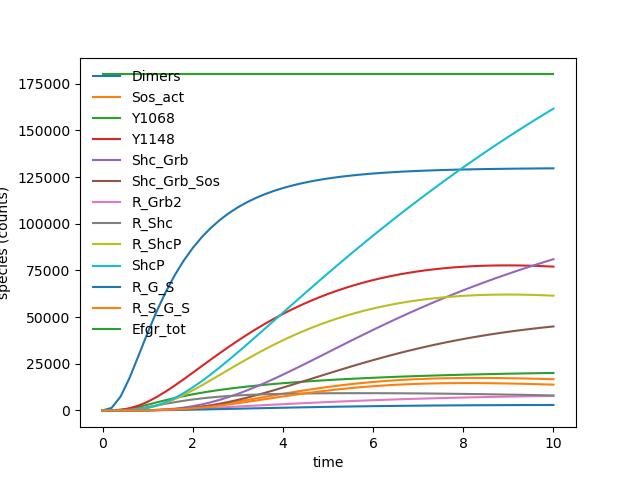 175000
150000
125000
100000
75000
50000
25000
0
species (counts)
Dimers
Sos_act
Y1068
Y1148
Shc_Grb
Shc_Grb_Sos
R_Grb2
R_Shc
R_ShcP
ShcP
R_G_S
R_S_G_S
Efgr_tot
0 2 4 6 8 10
time